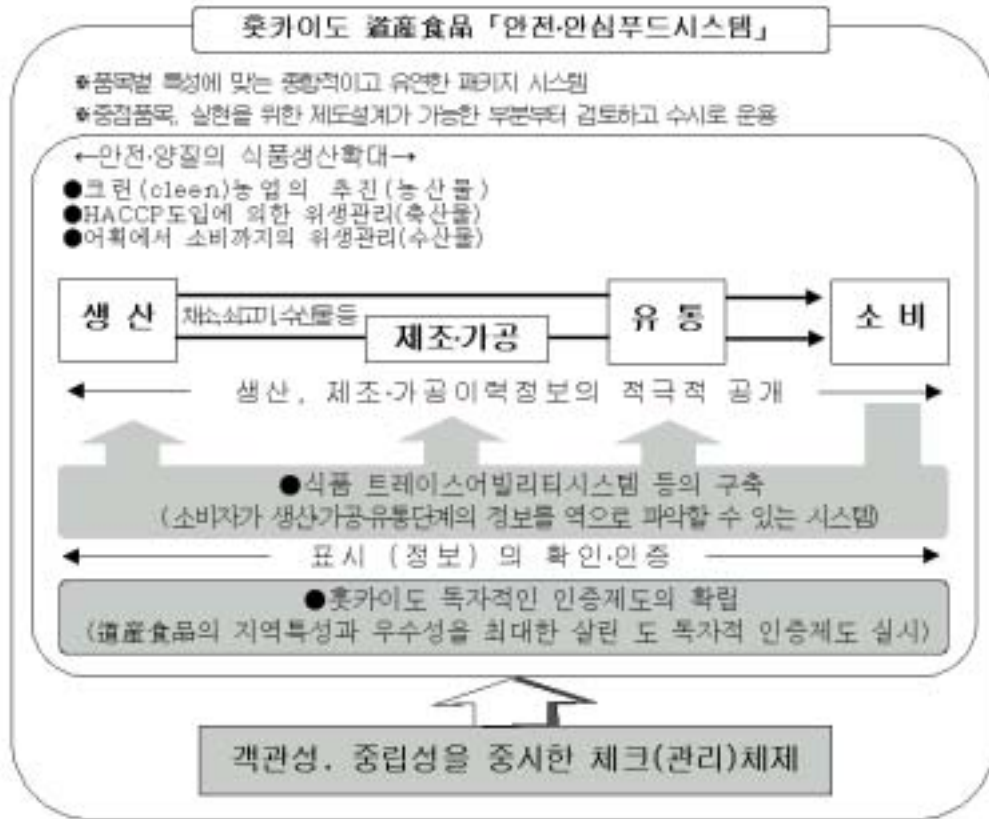 홋카이도 道産食品「안전·안심푸드시스템」
*품목별 특성에 맞는 종합적이고 유연한 패키지 시스템
*중점품목, 실현을 위한 제도설계가 가능한 부분부터 검토하고 수시로 운용
←안전·양질의 식품생산확대→
●크린(cleen)농업의 추진(농산물)
●HACCP도입에 의한 위생관리(축산물)
●어획에서 소비까지의 위생관리(수산물)
생 산
채소,쇠고기,수산물 등
제조·가공
유 통
소 비
생산, 제조·가공이력정보의 적극적 공개
●식품 트레이스어빌리티시스템 등의 구축
(소비자가 생산·가공·유통단계의 정보를 역으로 파악할 수 있는 시스템)
표시 (정보) 의 확인·인증
●홋카이도 독자적인 인증제도의 확립
(道産食品의 지역특성과 우수성을 최대한 살린 도 독자적 인증제도 실시)
객관성, 중립성을 중시한 체크(관리)체제